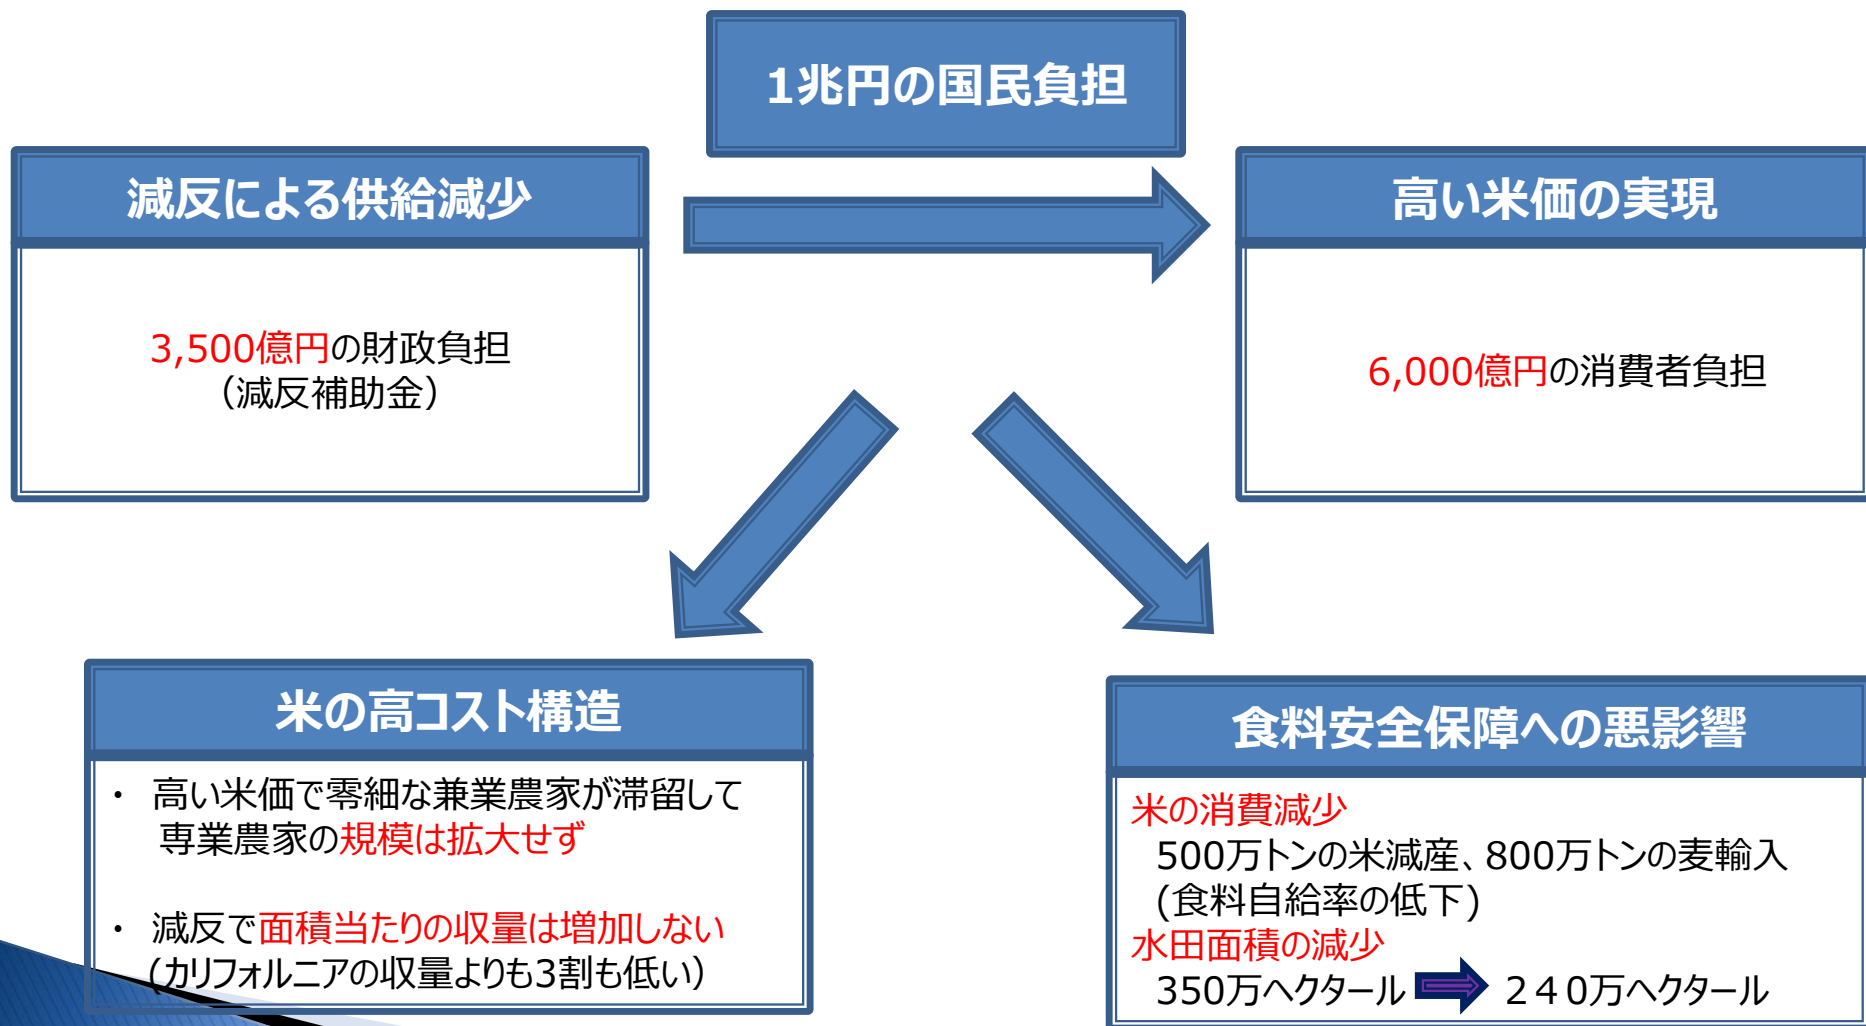 1兆円の国民負担
減反による供給減少
3,500億円の財政負担
（減反補助金）
高い米価の実現
6,000億円の消費者負担
米の高コスト構造
・ 高い米価で零細な兼業農家が滞留して
専業農家の規模は拡大せず
・ 減反で面積当たりの収量は増加しない
（カリフォルニアの収量よりも3割も低い）
食料安全保障への悪影響
米の消費減少
500万トンの米減産、800万トンの麦輸入
(食料自給率の低下)
水田面積の減少
350万ヘクタール ２４０万ヘクタール